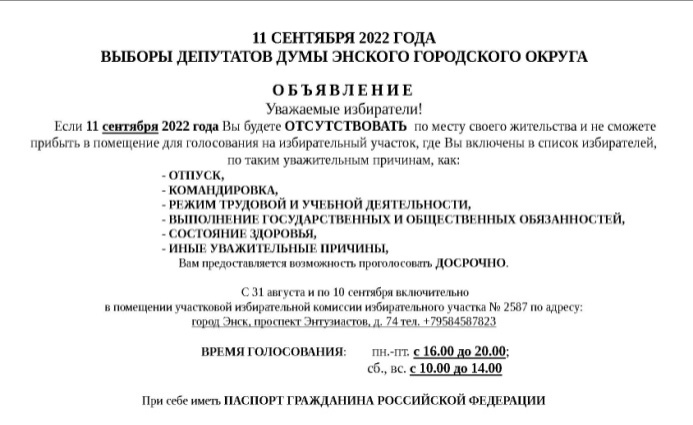 11 СЕНТЯБРЯ 2022 ГОДА
ВЫБОРЫ ДЕПУТАТОВ ДУМЫ ЭНСКОГО ГОРОДСКОГО ОКРУГА
О Б Ъ Я В Л Е Н И Е
Уважаемые избиратели!
Если 11 сентября 2022 года Вы будете ОТСУТСТВОВАТЬ по месту своего жительства и не сможете
прибыть в помещение для голосования на избирательный участок, где Вы включены в список избирателей,
по таким уважительным причинам, как:
- ОТПУСК,
- КОМАНДИРОВКА,
- РЕЖИМ ТРУДОВОЙ И УЧЕБНОЙ ДЕЯТЕЛЬНОСТИ,
- ВЫПОЛНЕНИЕ ГОСУДАРСТВЕННЫХ И ОБЩЕСТВЕННЫХ ОБЯЗАННОСТЕЙ,
- СОСТОЯНИЕ ЗДОРОВЬЯ,
- ИНЫЕ УВАЖИТЕЛЬНЫЕ ПРИЧИНЫ,
Вам предоставляется возможность проголосовать ДОСРОЧНО.
С 31 августа и по 10 сентября включительно
в помещении участковой избирательной комиссии избирательного участка № 2587 по адресу:
город Энск, проспект Энтузиастов, д. 74 тел. +79584587823
ВРЕМЯ ГОЛОСОВАНИЯ: пн.-пт. с 16.00 до 20.00;
сб., вс. с 10.00 до 14.00
При себе иметь ПАСПОРТ ГРАЖДАНИНА РОССИЙСКОЙ ФЕДЕРАЦИИ